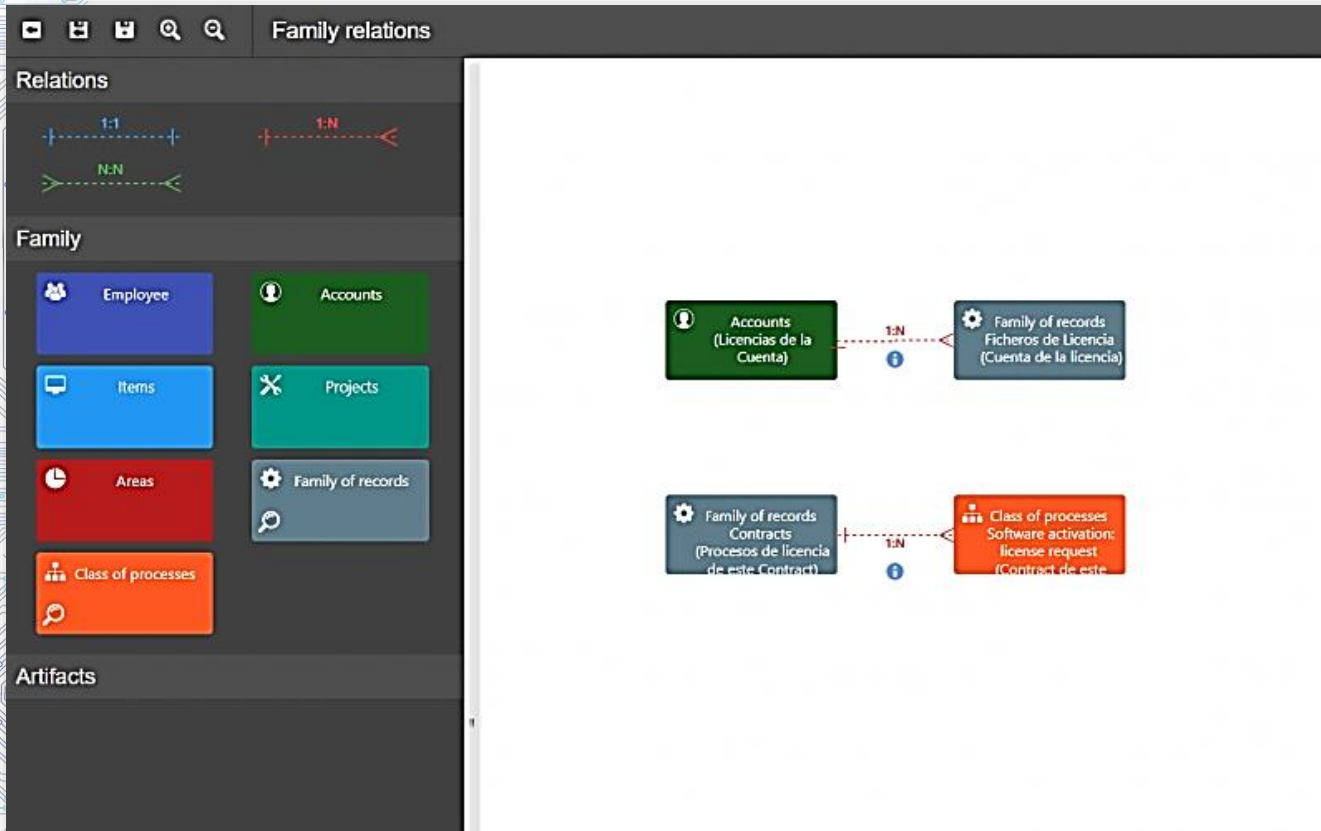 Family relations
Relations
1:1
1:N
N:N
Family
Employee
Accounts
Items
Projects
Areas
Family of records
Class of processes
Artifacts
Accounts
(Licencias de la
Cuenta)
1:N
Family of records
Ficheros de Licencia
(Cuenta de la licencia)
Family of records
Contracts
(Procesos de licencia
de este Contract)
1:N
Class of processes
Software activation:
license request
(Contract de este